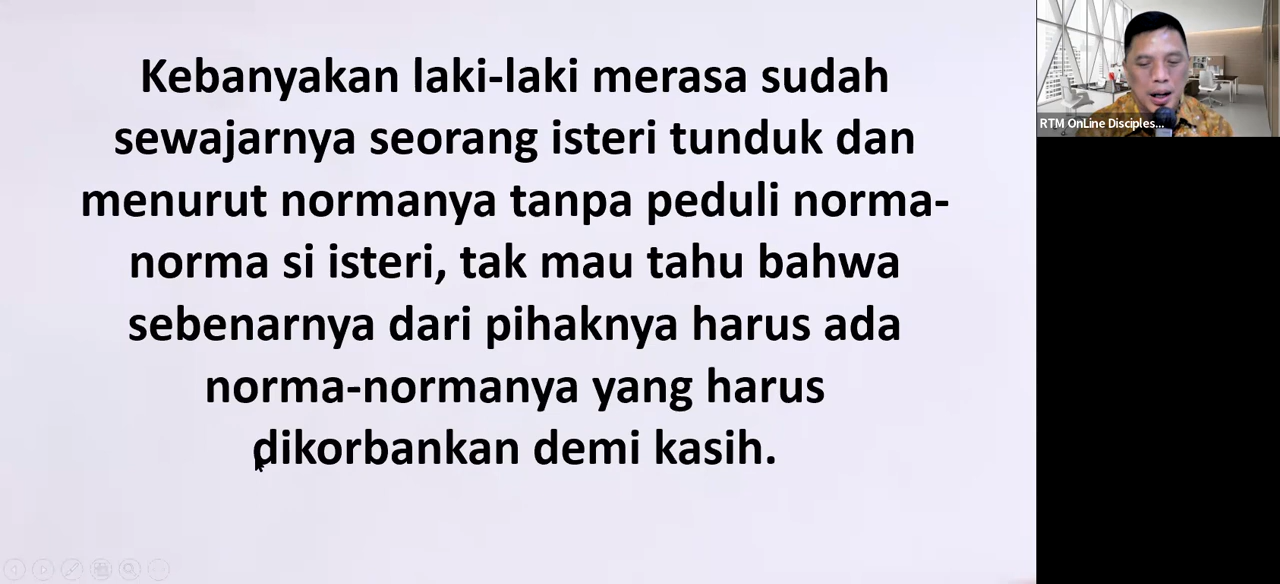 Kebanyakan laki-laki merasa sudah
sewajarnya seorang isteri tunduk dan
menurut normanya tanpa peduli norma-
norma si isteri, tak mau tahu bahwa
sebenarnya dari pihaknya harus ada
norma-normanya yang harus
dikorbankan demi kasih.
RTM OnLine Disciples...